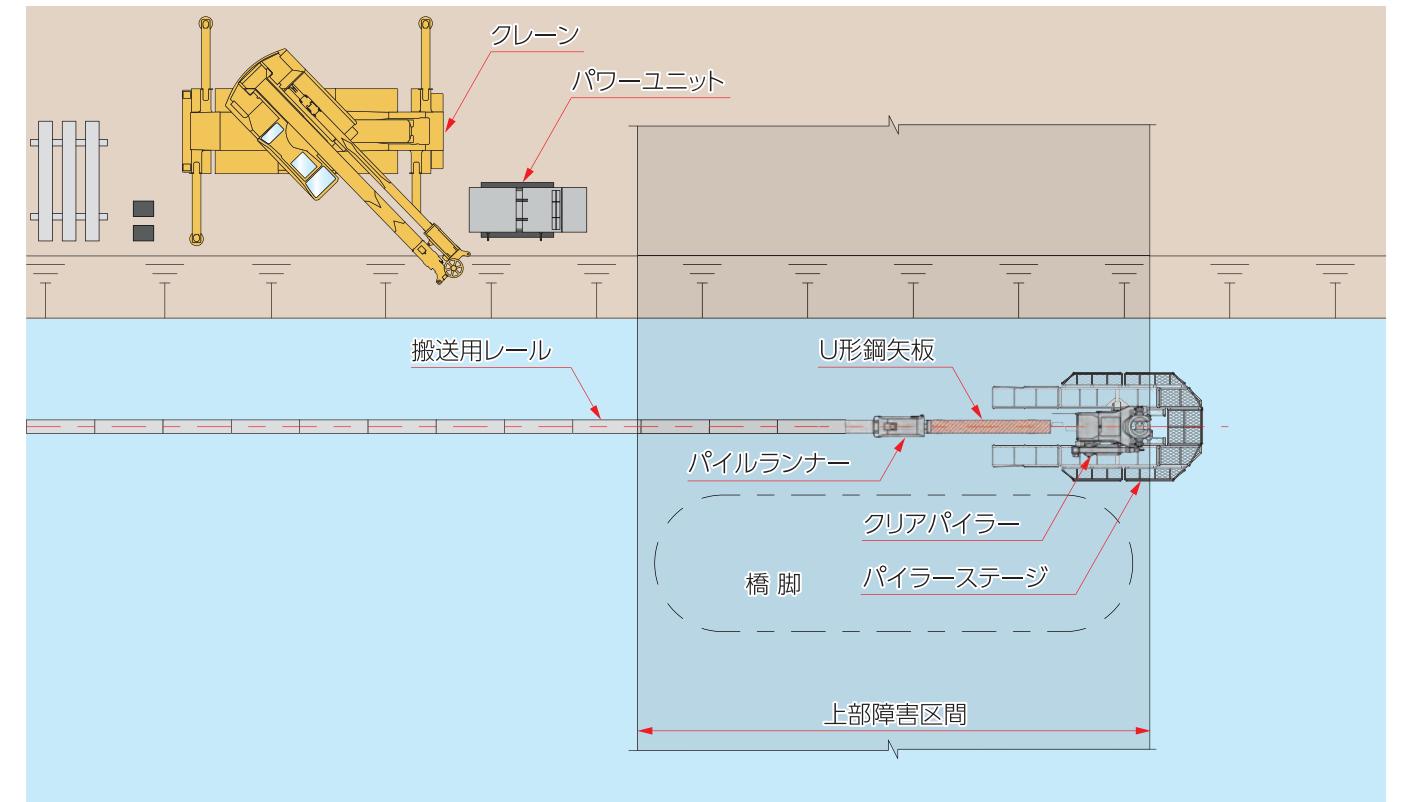 クレーン
パワーユニット
搬送用レール
U形鋼矢板
パイルランナー
クリアパイラー
パイラーステージ
橋脚
上部障害区間